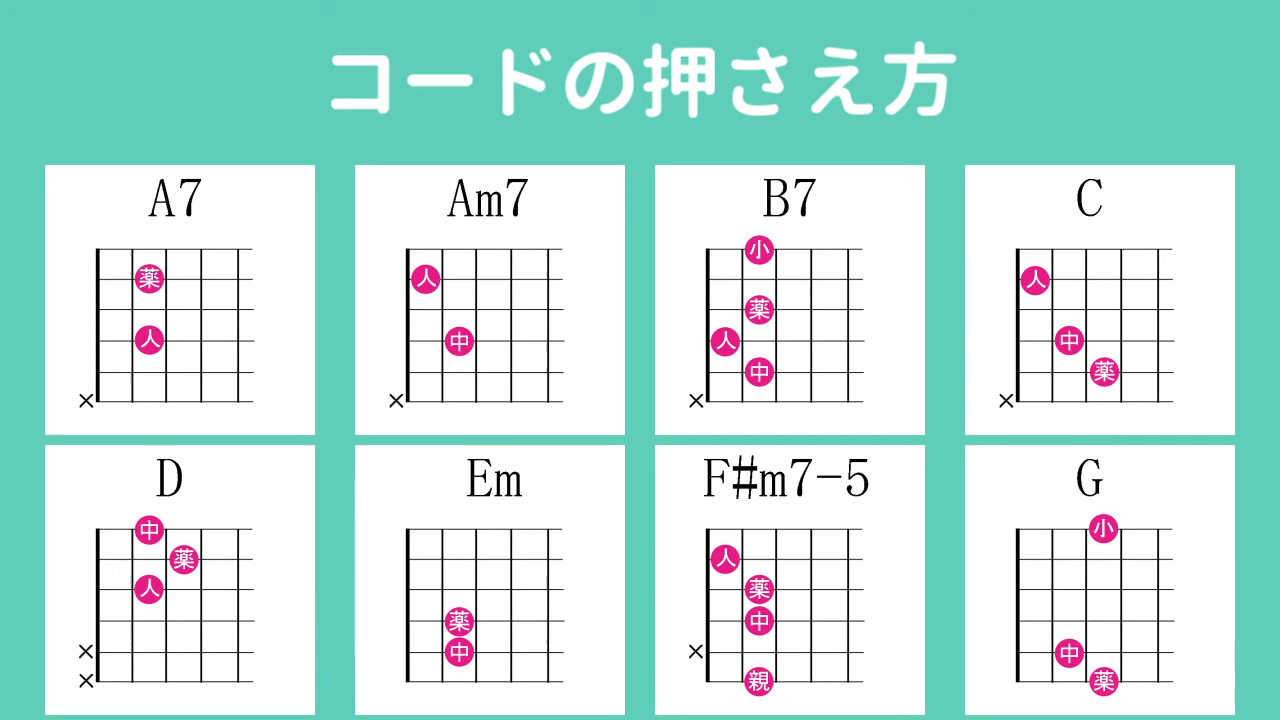 コードの押さえ方
A7
薬
人
×
Am7
人
中
×
B7
小
薬
人
中
×
C
人
中
薬
×
D
中
薬
人
×
×
Em
薬
中
F#m7-5
人
薬
中
×
親
G
小
中
薬